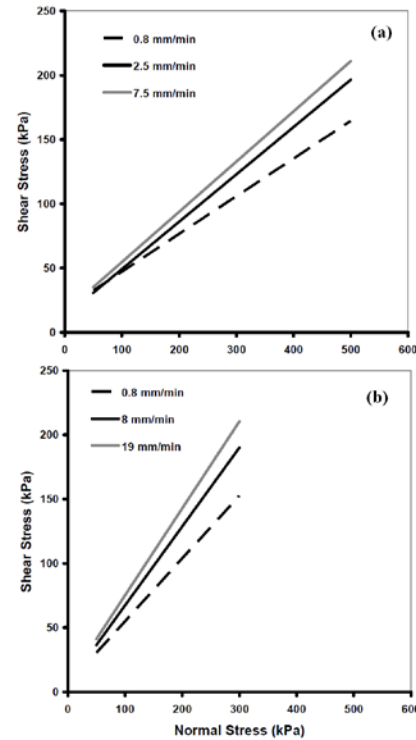 250
(a)
0.8 mm/min
200
2.5 mm/min
7.5 mm/min
150
Shear Stress (kPa)
100
50
0
0 100 200 300 400 500 600
250
(b)
0.8 mm/min
200
8 mm/min
19 mm/min
150
Shear Stress (kPa)
100
50
0
0 100 200 300 400 500 600
Normal Stress (kPa)